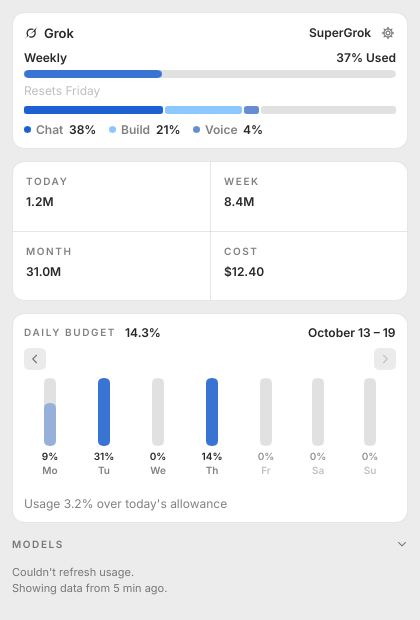 Grok SuperGrok
Weekly 37% Used
Resets Friday
Chat 38% Build 21% Voice 4%
TODAY WEEK
1.2M 8.4M
MONTH COST
31.0M $12.40
DAILY BUDGET 14.3% October 13 – 19
9% 31% 0% 14% 0% 0% 0%
Mo Tu We Th Fr Sa Su
Usage 3.2% over today's allowance
MODELS
Couldn't refresh usage.
Showing data from 5 min ago.